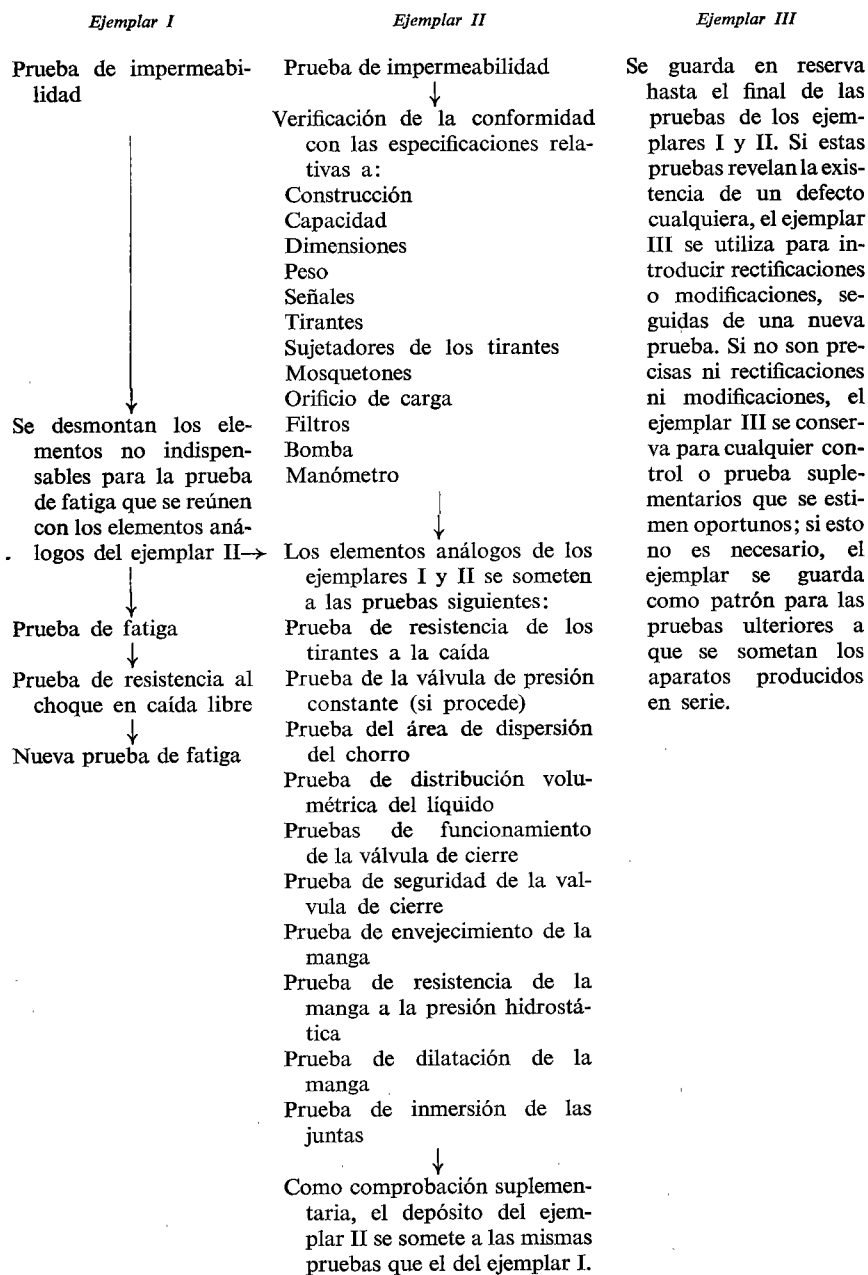 Ejemplar I
Prueba de impermeabi-
lidad
Se desmontan los ele-
mentos no indispen-
sables para la prueba
de fatiga que se reúnen
con los elementos aná-
logos del ejemplar II→
Prueba de fatiga
Prueba de resistencia al
choque en caída libre
Nueva prueba de fatiga
Ejemplar II
Prueba de impermeabilidad
Verificación de la conformidad
con las especificaciones rela-
tivas a:
Construcción
Capacidad
Dimensiones
Peso
Señales
Tirantes
Sujetadores de los tirantes
Mosquetones
Orificio de carga
Filtros
Bomba
Manómetro
Los elementos análogos de los
ejemplares I y II se someten
a las pruebas siguientes:
Prueba de resistencia de los
tirantes a la caída
Prueba de la válvula de presión
constante (si procede)
Prueba del área de dispersión
del chorro
Prueba de distribución volu-
métrica del líquido
Pruebas de funcionamiento
de la válvula de cierre
Prueba de seguridad de la val-
vula de cierre
Prueba de envejecimiento de la
manga
Prueba de resistencia de la
manga a la presión hidrostá-
tica
Prueba de dilatación de la
manga
Prueba de inmersión de las
juntas
Como comprobación suplemen-
taria, el depósito del ejem-
plar II se somete a las mismas
pruebas que el del ejemplar I.
Ejemplar III
Se guarda en reserva
hasta el final de las
pruebas de los ejem-
plares I y II. Si estas
pruebas revelan la exis-
tencia de un defecto
cualquiera, el ejemplar
III se utiliza para in-
troducir rectificaciones
o modificaciones, se-
guidas de una nueva
prueba. Si no son pre-
cisas ni rectificaciones
ni modificaciones, el
ejemplar III se conser-
va para cualquier con-
trol o prueba suple-
mentarios que se esti-
men oportunos; si esto
no es necesario, el
ejemplar se guarda
como patrón para las
pruebas ulteriores a
que se sometan los
aparatos producidos
en serie.